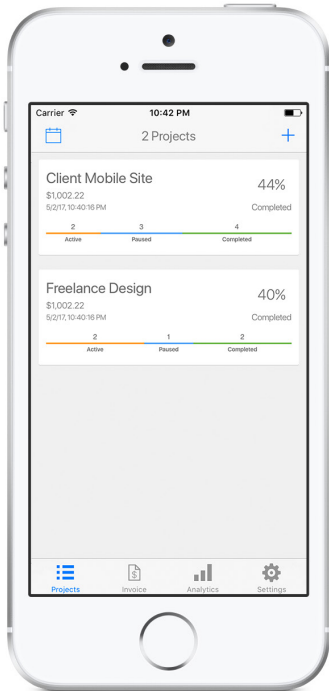 Carrier 10:42 PM
2 Projects +
Client Mobile Site 44%
$1,002.22
5/2/17, 10:40:16 PM Completed
2 3 4
Active Paused Completed
Freelance Design 40%
$1,002.22
5/2/17, 10:40:16 PM Completed
2 1 2
Active Paused Completed
$
Projects Invoice Analytics Settings